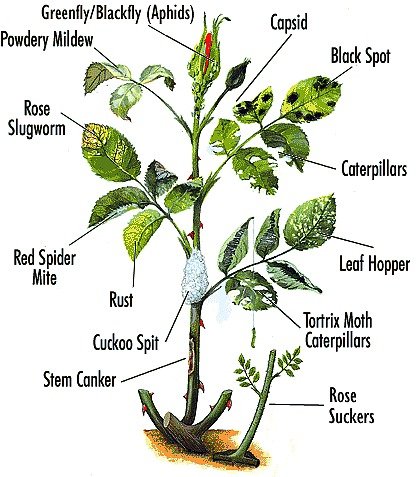 Greenfly/Blackfly (Aphids)
Capsid
Powdery Mildew
Black Spot
Rose
Slugworm
Caterpillars
Red Spider
Mite
Leaf Hopper
Rust
Tortrix Moth
Caterpillars
Cuckoo Spit
Stem Canker
Rose
Suckers